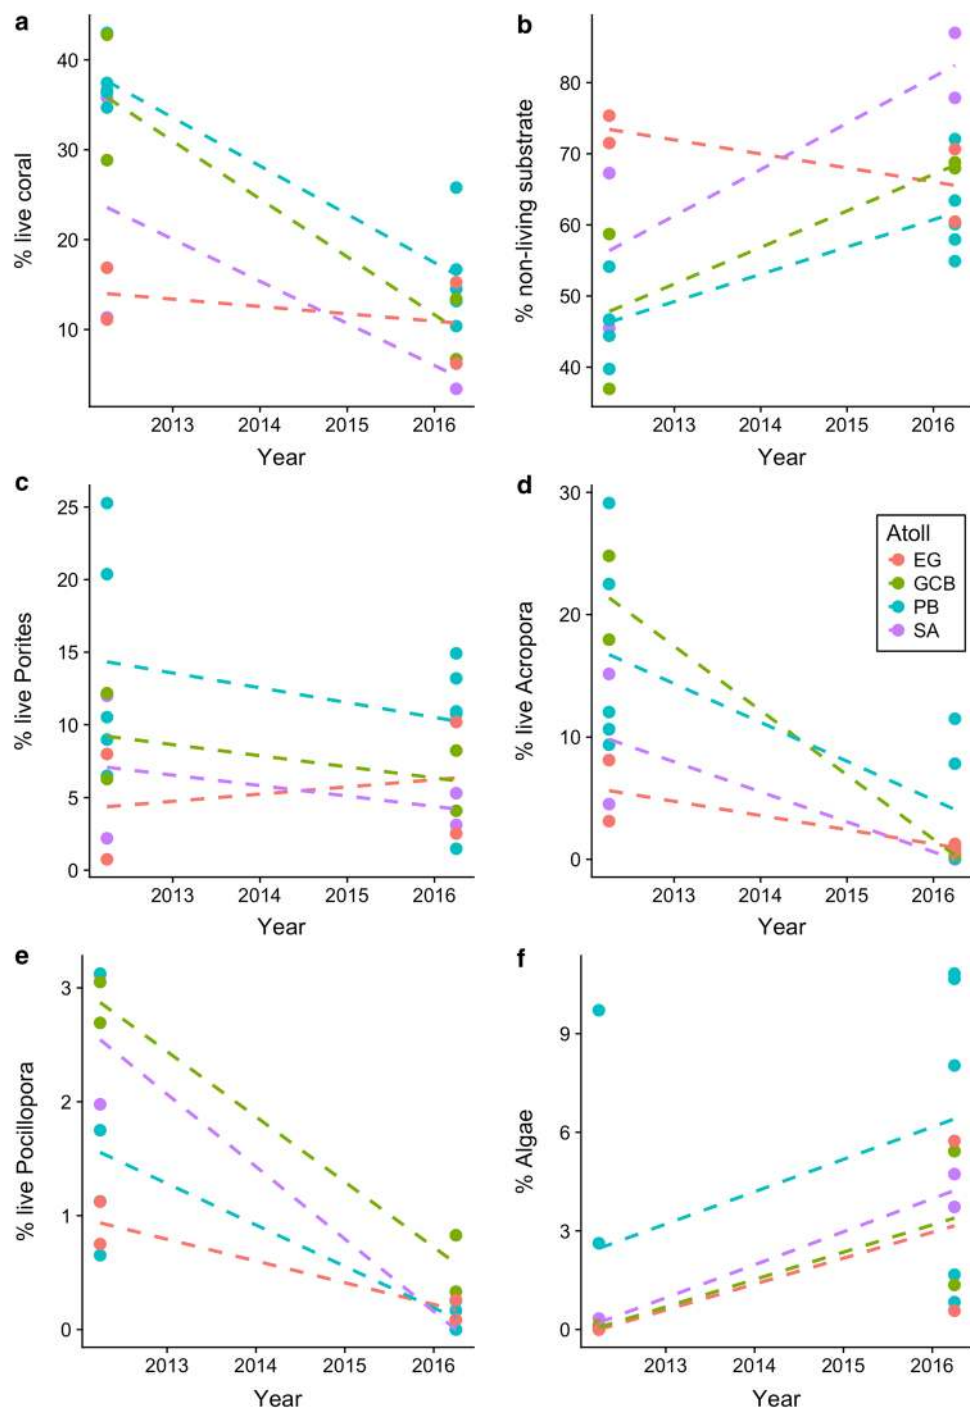 a
% live coral
40
30
20
10
2013 2014 2015 2016
Year
b
% non-living substrate
80
70
60
50
40
2013 2014 2015 2016
Year
c
% live Porites
25
20
15
10
5
0
2013 2014 2015 2016
Year
d
% live Acropora
30
20
10
0
2013 2014 2015 2016
Year
Atoll
EG
GCB
PB
SA
e
% live Pocillopora
3
2
1
0
2013 2014 2015 2016
Year
f
% Algae
9
6
3
0
2013 2014 2015 2016
Year